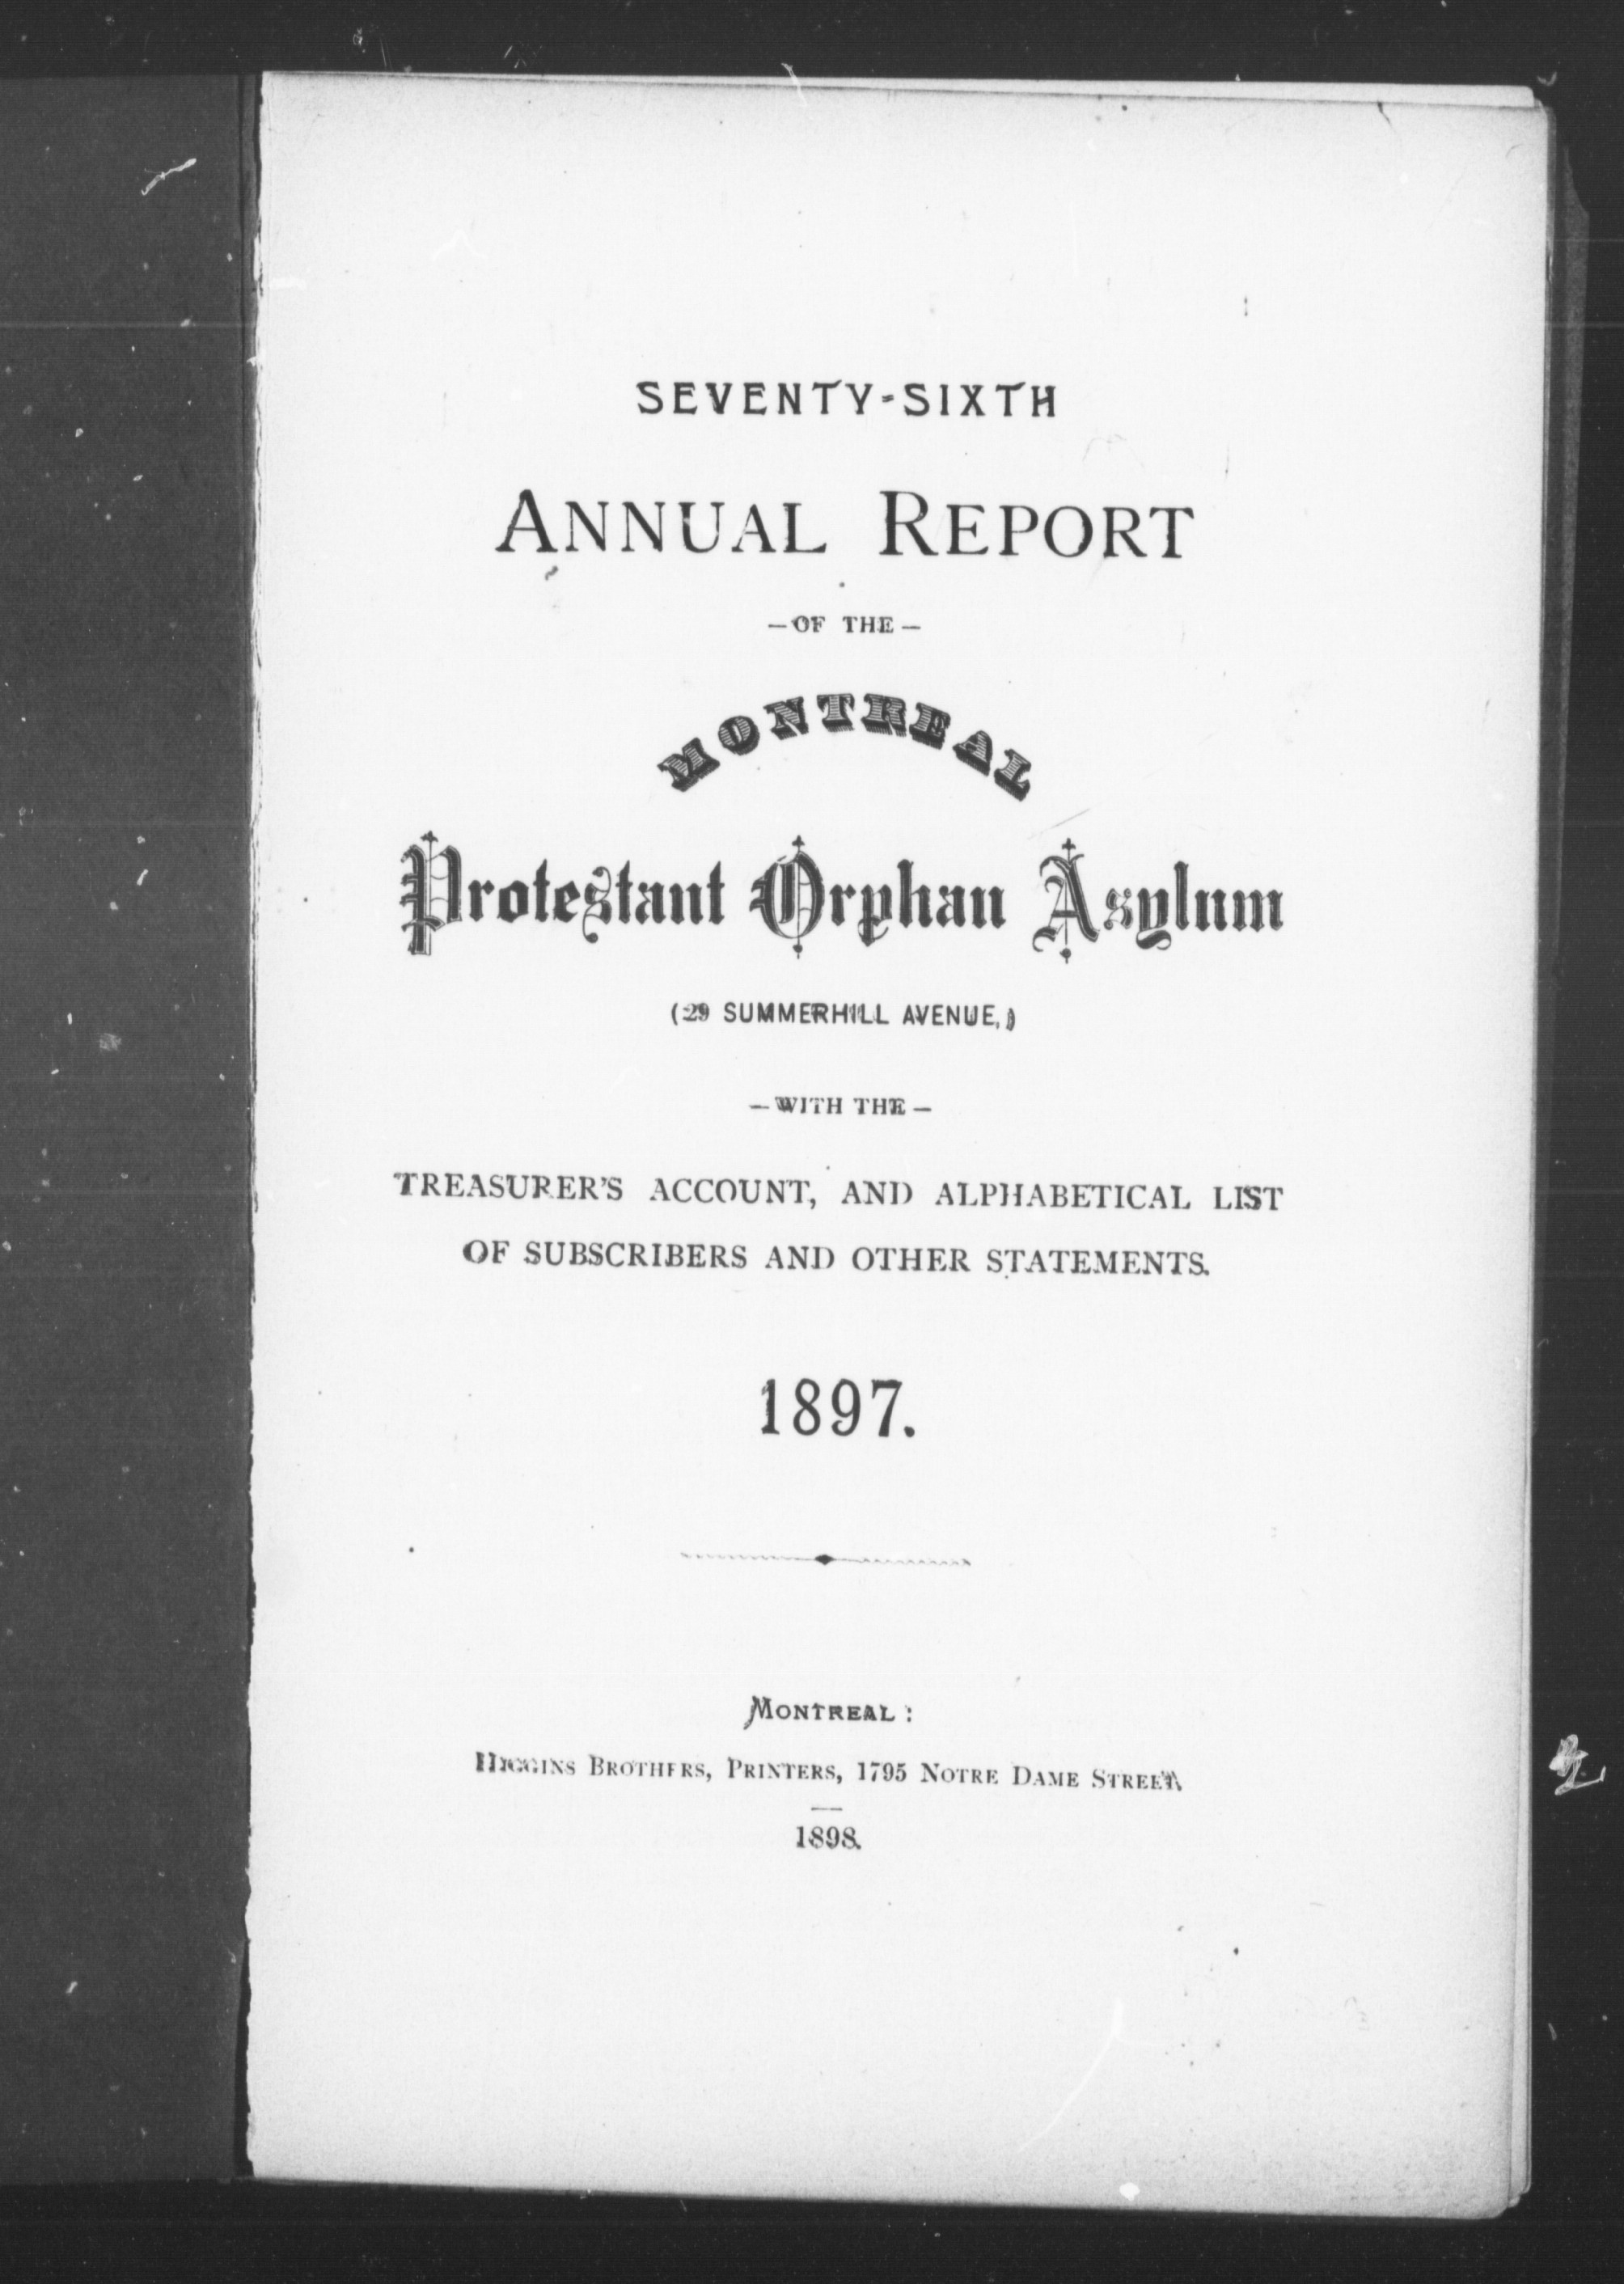 SEVENTY-SIXTH
ANNUAL REPORT
—OF THE—
MONTREAL
Protestant Orphan Asylum
(29 SUMMERHILL AVENUE,)
—WITH THE—
TREASURER'S ACCOUNT, AND ALPHABETICAL LIST
OF SUBSCRIBERS AND OTHER STATEMENTS.
1897.
MONTREAL:
HIGGINS BROTHERS, PRINTERS, 1795 NOTRE DAME STREET.
1898.